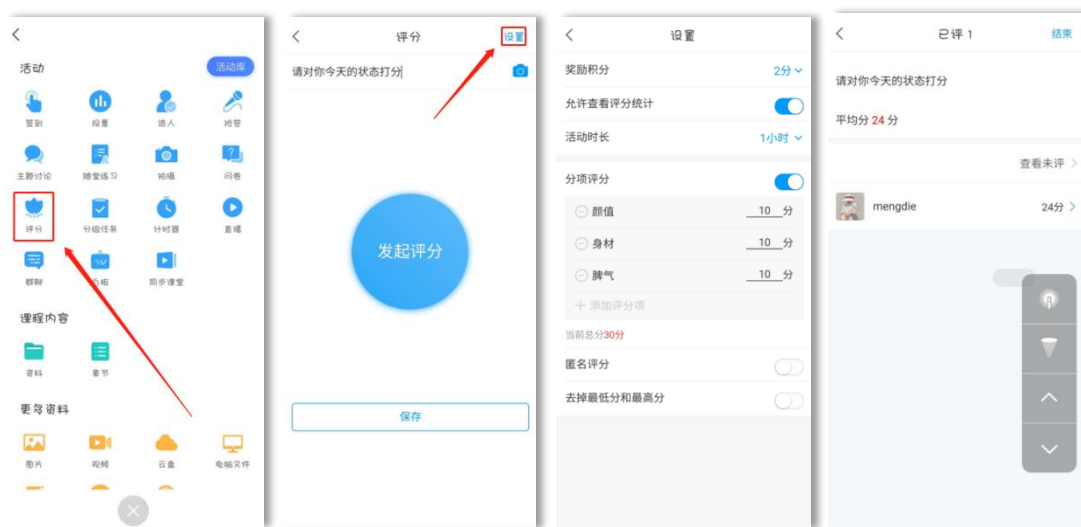 活动 活动库
签到 投票 选人 抢答
主题讨论 随堂练习 拍摄 问卷
评分 分组任务 计时器 直播
群聊 白板 同步课堂
课程内容
资料 章节
更多资料
图片 视频 云盘 电脑文件
评分 设置
请对你今天的状态打分
发起评分
保存
设置
奖励积分 2分
允许查看评分统计
活动时长 1小时
分项评分
颜值 10 分
身材 10 分
脾气 10 分
添加评分项
当前总分30分
匿名评分
去掉最低分和最高分
已评 1 结束
请对你今天的状态打分
平均分 24 分
查看未评
mengdie 24分